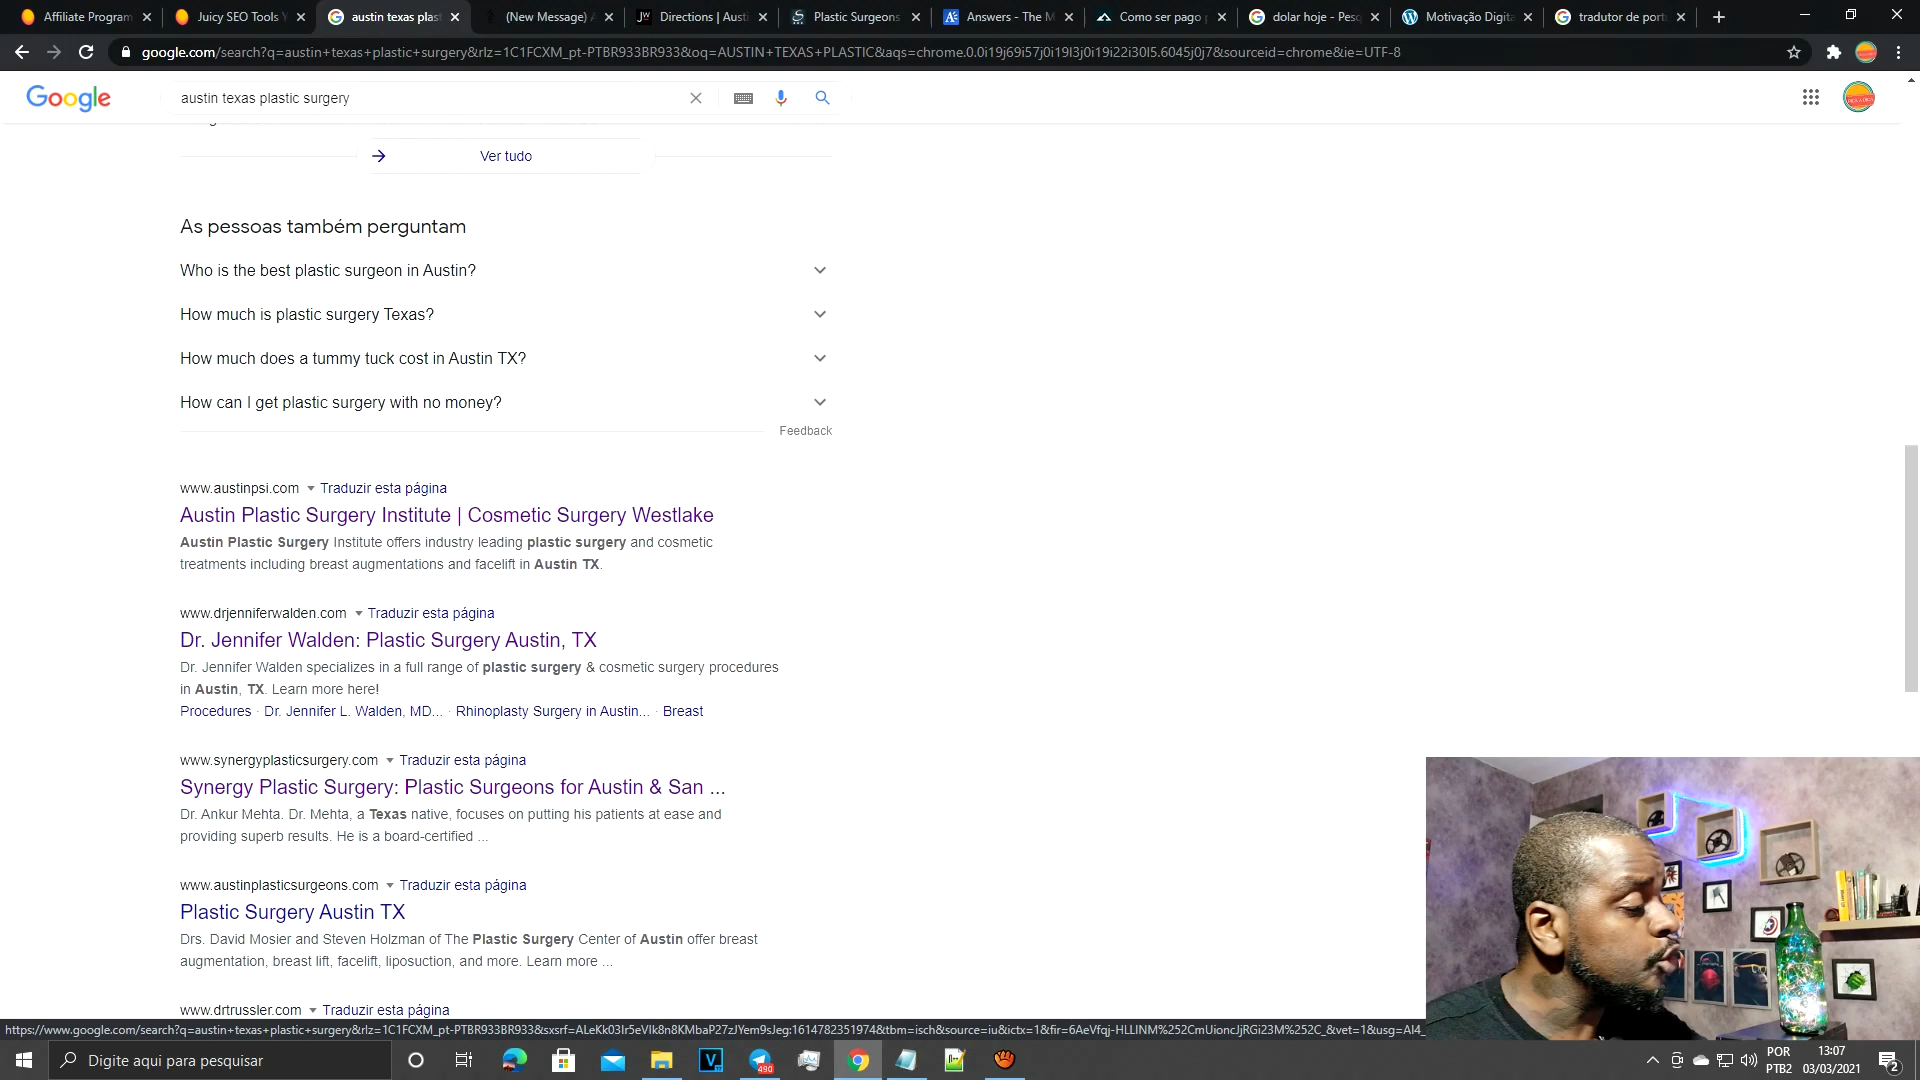 Affiliate Program
Juicy SEO Tools
austin texas plast
(New Message)
JW Directions | Aust
Plastic Surgeons
Answers - The M
Como ser pago
dolar hoje - Pesq
Motivação Digita
tradutor de port
google.com/search?q=austin+texas+plastic+surgery&rlz=1C1FCXM_pt-PTBR933BR933&oq=AUSTIN+TEXAS+PLASTIC&aqs=chrome.0.0i19j69i57j0i19l3j0i19i22i30l5.6045j0j7&sourceid=chrome&ie=UTF-8
Google
austin texas plastic surgery
Ver tudo
As pessoas também perguntam
Who is the best plastic surgeon in Austin?
How much is plastic surgery Texas?
How much does a tummy tuck cost in Austin TX?
How can I get plastic surgery with no money?
Feedback
www.austinpsi.com Traduzir esta página
Austin Plastic Surgery Institute | Cosmetic Surgery Westlake
Austin Plastic Surgery Institute offers industry leading plastic surgery and cosmetic
treatments including breast augmentations and facelift in Austin TX.
www.drjenniferwalden.com Traduzir esta página
Dr. Jennifer Walden: Plastic Surgery Austin, TX
Dr. Jennifer Walden specializes in a full range of plastic surgery & cosmetic surgery procedures
in Austin, TX. Learn more here!
Procedures · Dr. Jennifer L. Walden, MD... · Rhinoplasty Surgery in Austin... · Breast
www.synergyplasticsurgery.com Traduzir esta página
Synergy Plastic Surgery: Plastic Surgeons for Austin & San ...
Dr. Ankur Mehta. Dr. Mehta, a Texas native, focuses on putting his patients at ease and
providing superb results. He is a board-certified ...
www.austinplasticsurgeons.com Traduzir esta página
Plastic Surgery Austin TX
Drs. David Mosier and Steven Holzman of The Plastic Surgery Center of Austin offer breast
augmentation, breast lift, facelift, liposuction, and more. Learn more ...
www.drtrussler.com Traduzir esta página
Digite aqui para pesquisar
490
POR
PTB2
13:07
03/03/2021
2